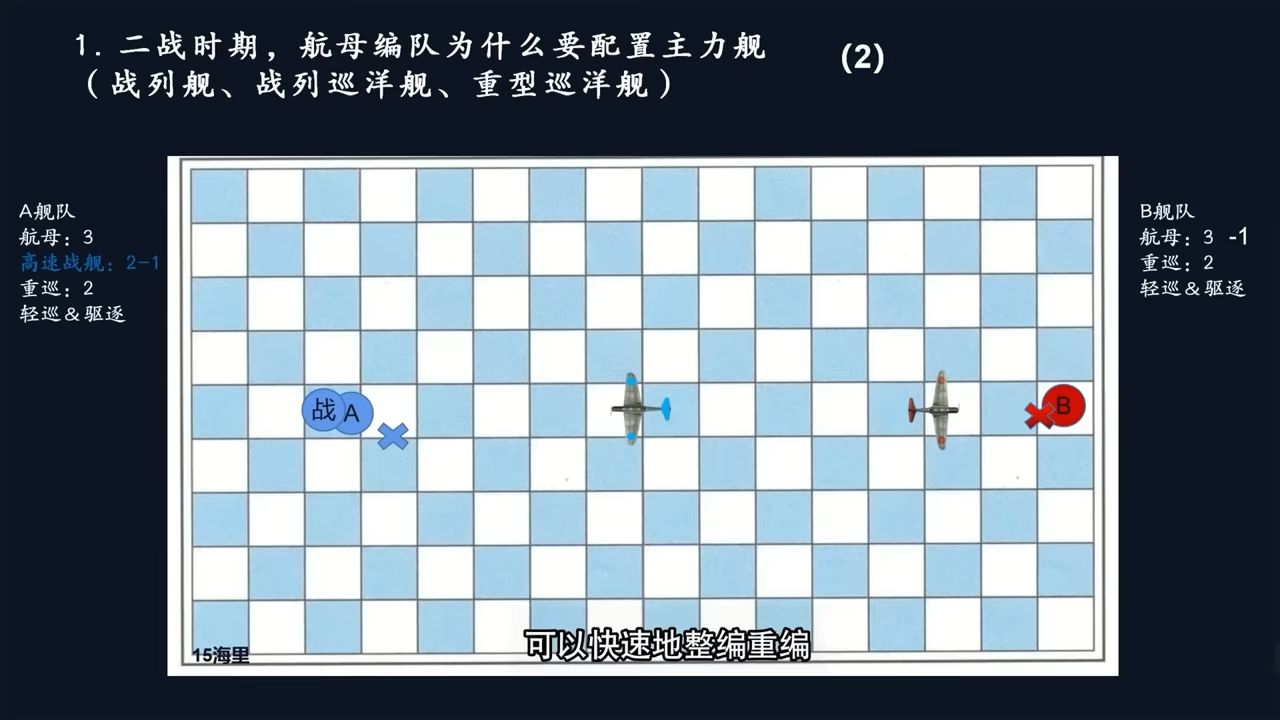 1. 二战时期，航母编队为什么要配置主力舰
（战列舰、战列巡洋舰、重型巡洋舰）
(2)
A舰队
航母：3
高速战舰：2-1
重巡：2
轻巡＆驱逐
B舰队
航母：3 -1
重巡：2
轻巡＆驱逐
战 A
B
15海里
可以快速地整编重编